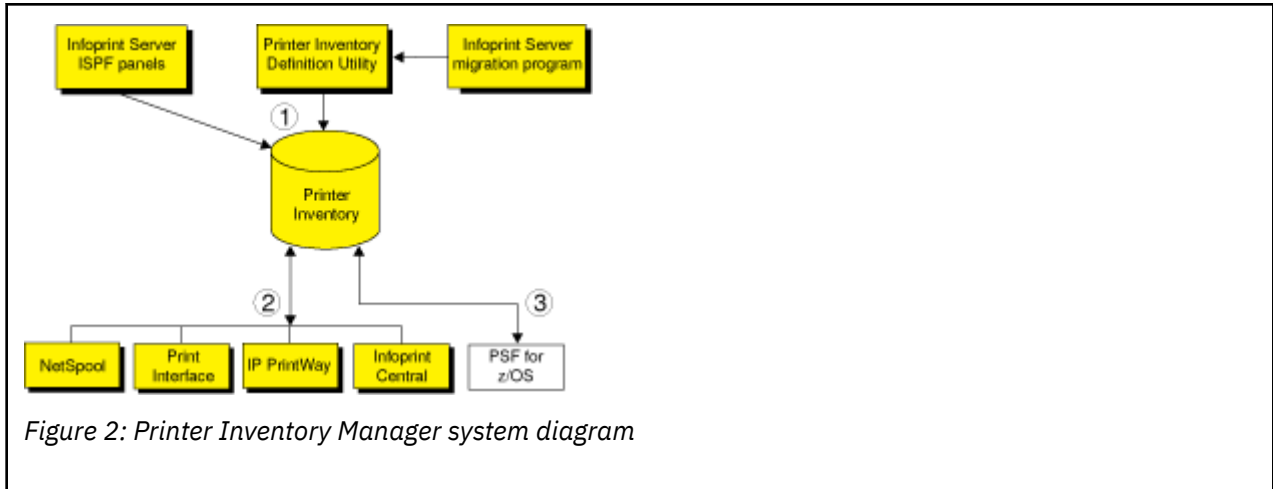 Infoprint Server
ISPF panels
Printer Inventory
Definition Utility
Infoprint Server
migration program
1
Printer
Inventory
2
3
NetSpool
Print
Interface
IP PrintWay
Infoprint
Central
PSF for
z/OS
Figure 2: Printer Inventory Manager system diagram